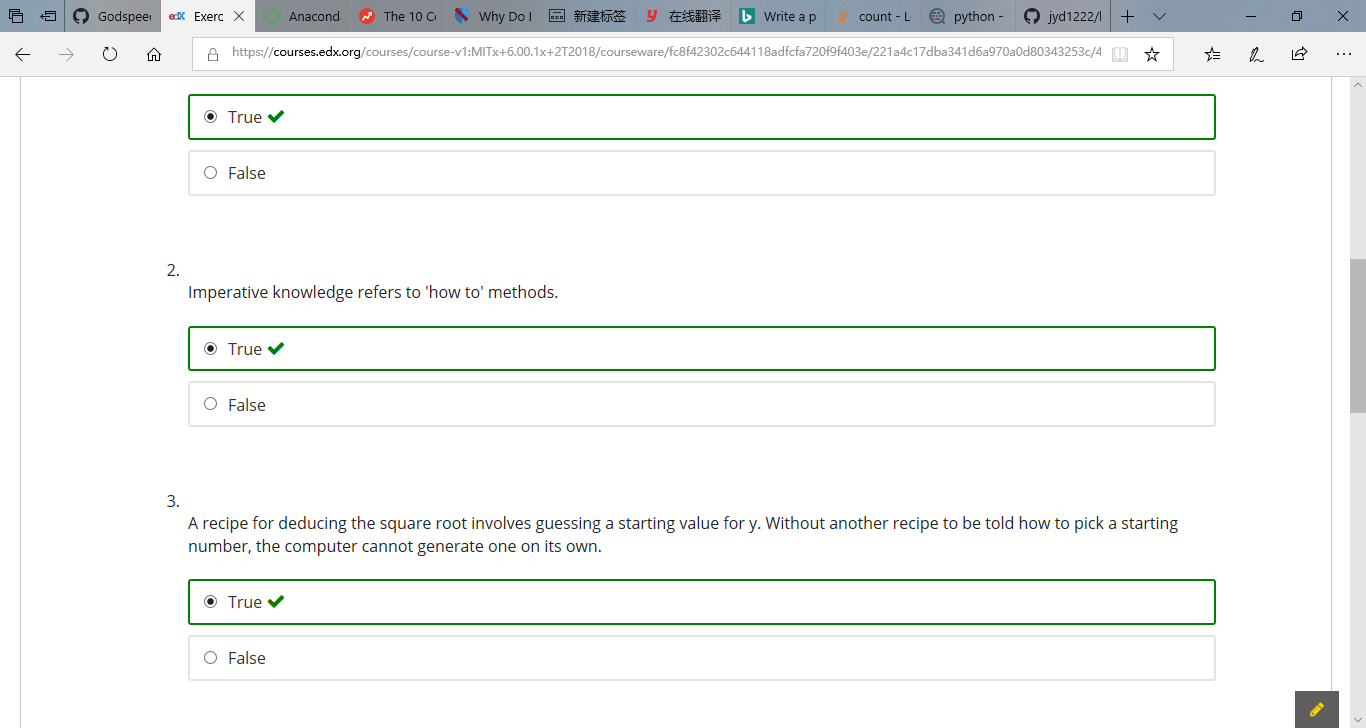 Godspeed
edX Exerc
Anacond
The 10 Co
Why Do I
新建标签
y 在线翻译
Write a p
count - L
python -
jyd1222/
https://courses.edx.org/courses/course-v1:MITx+6.00.1x+2T2018/courseware/fc8f42302c644118adfcfa720f9f403e/221a4c17dba341d6a970a0d80343253c/4
True
False
2.
Imperative knowledge refers to 'how to' methods.
True
False
3.
A recipe for deducing the square root involves guessing a starting value for y. Without another recipe to be told how to pick a starting
number, the computer cannot generate one on its own.
True
False